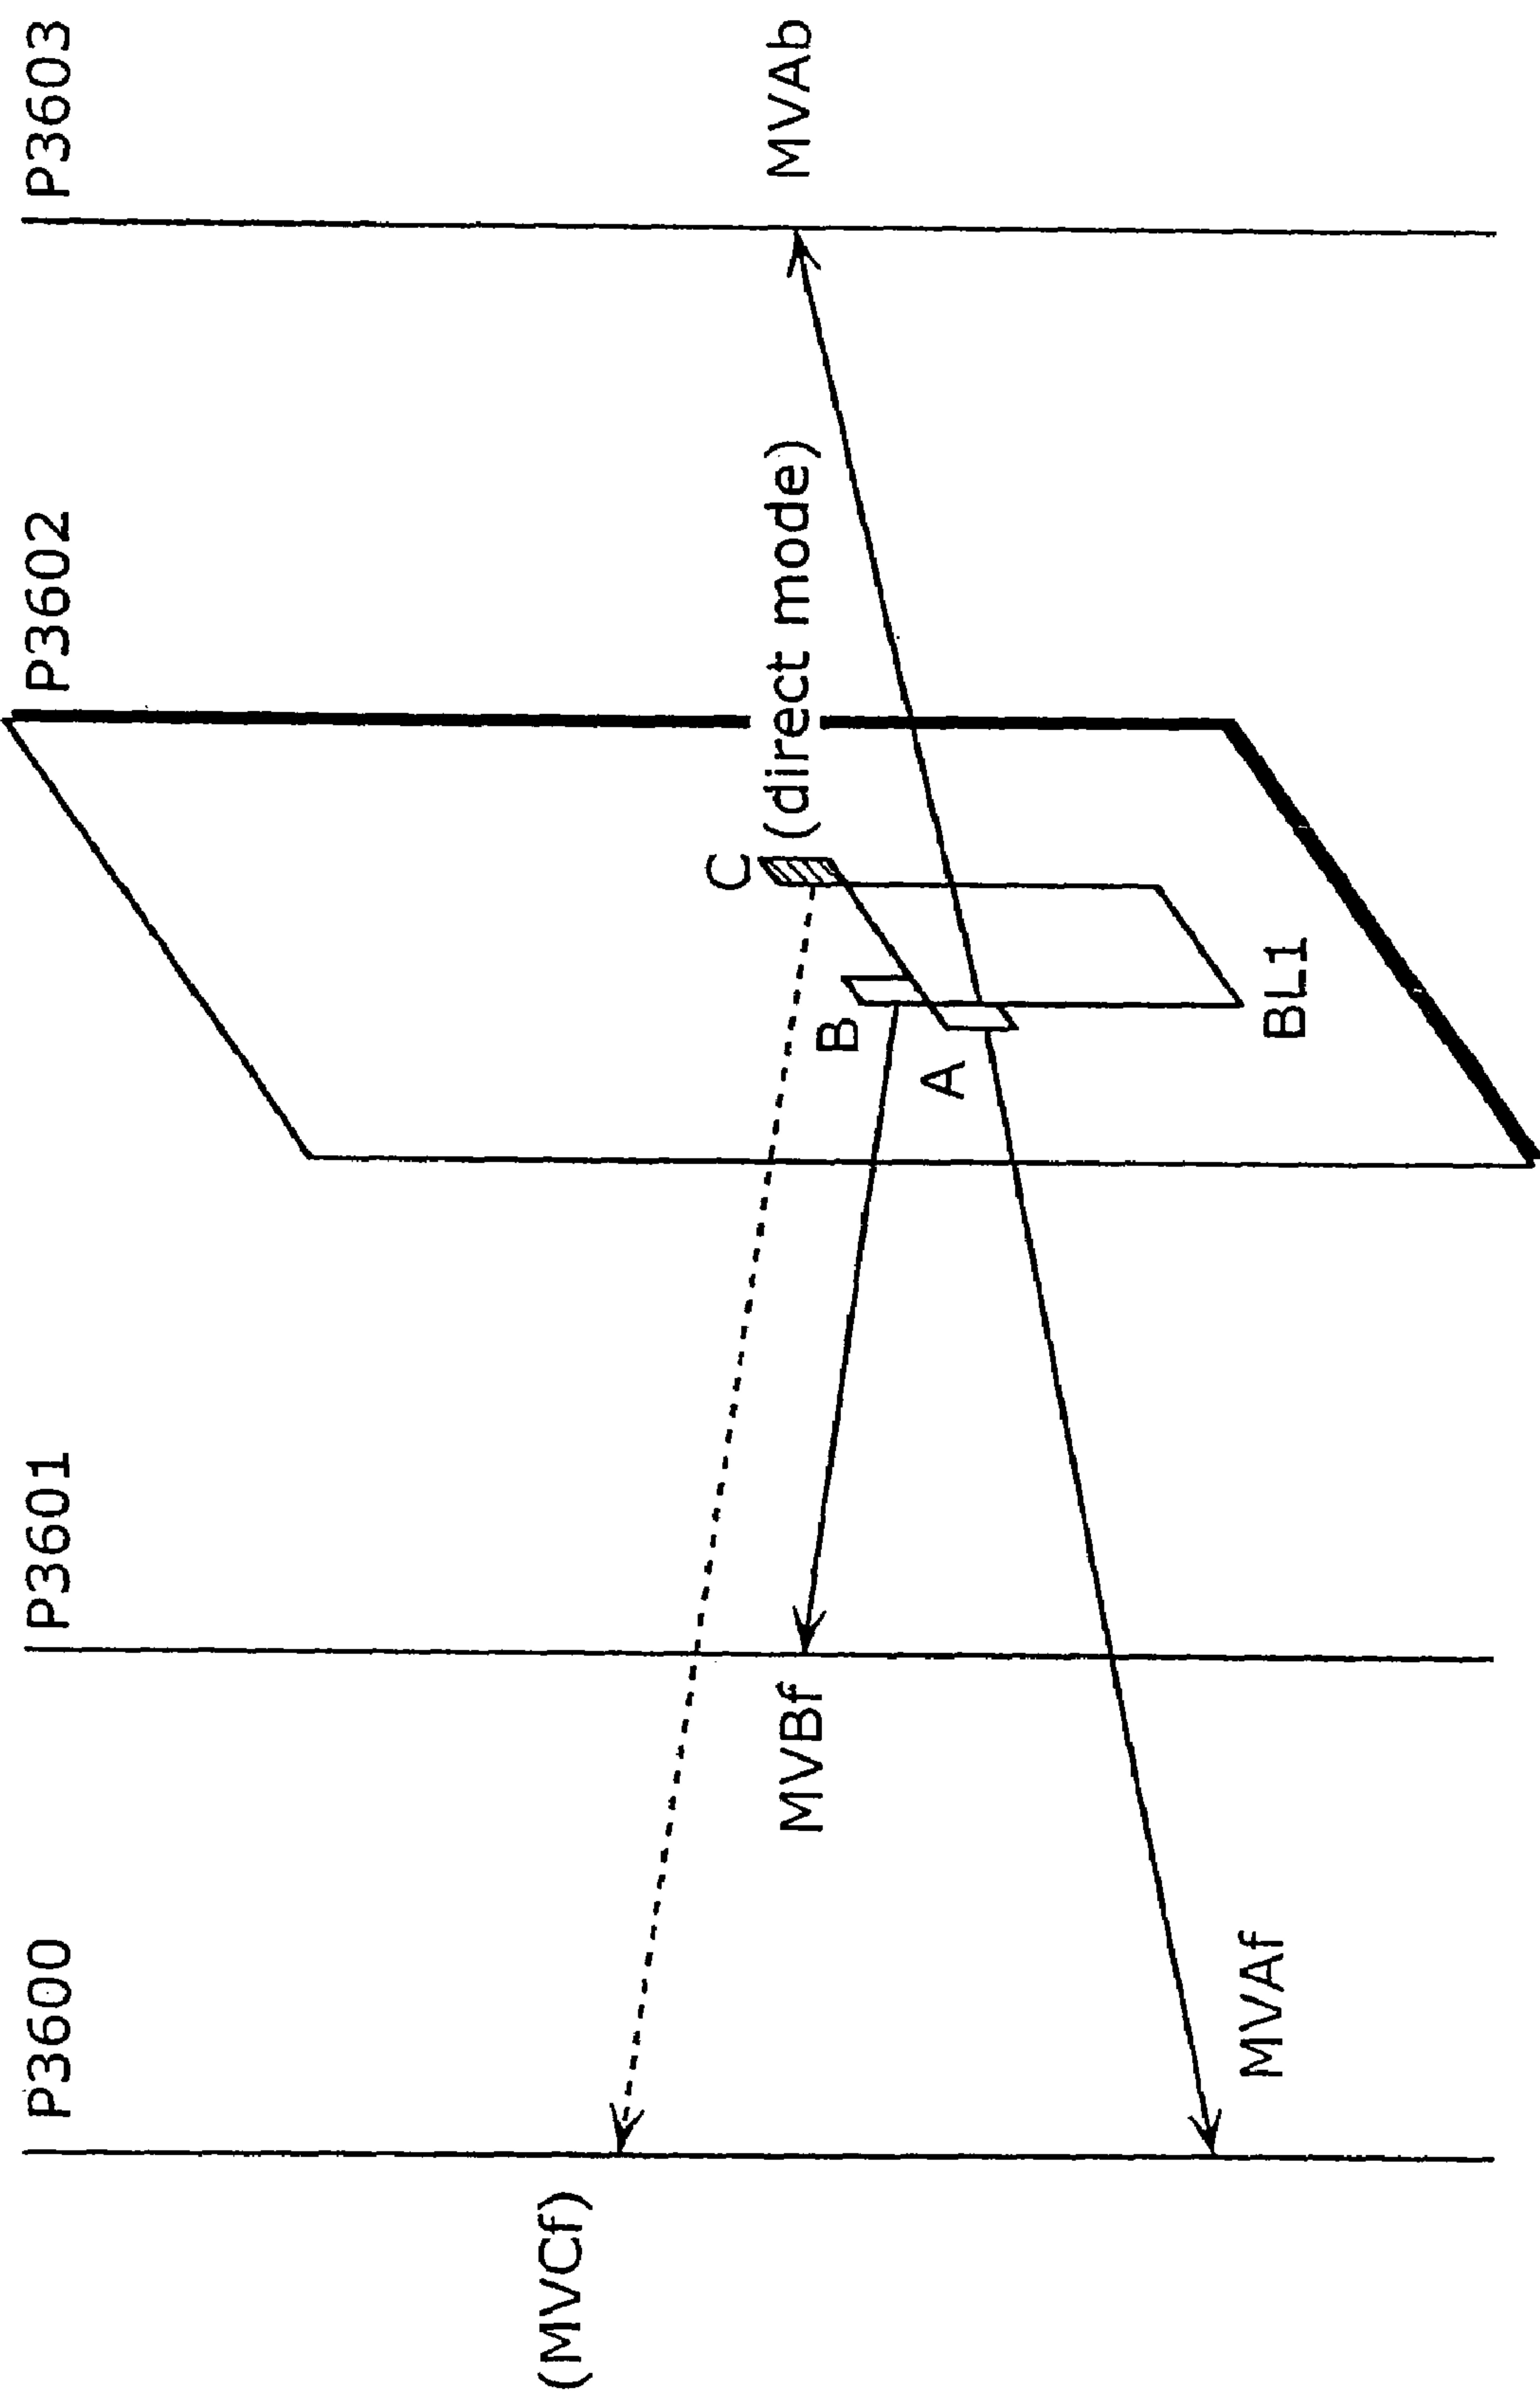 P3600
P3601
P3602
P3603
(MVCf)
C
(direct mode)
MVAb
MVBf
B
A
MVAf
BL1